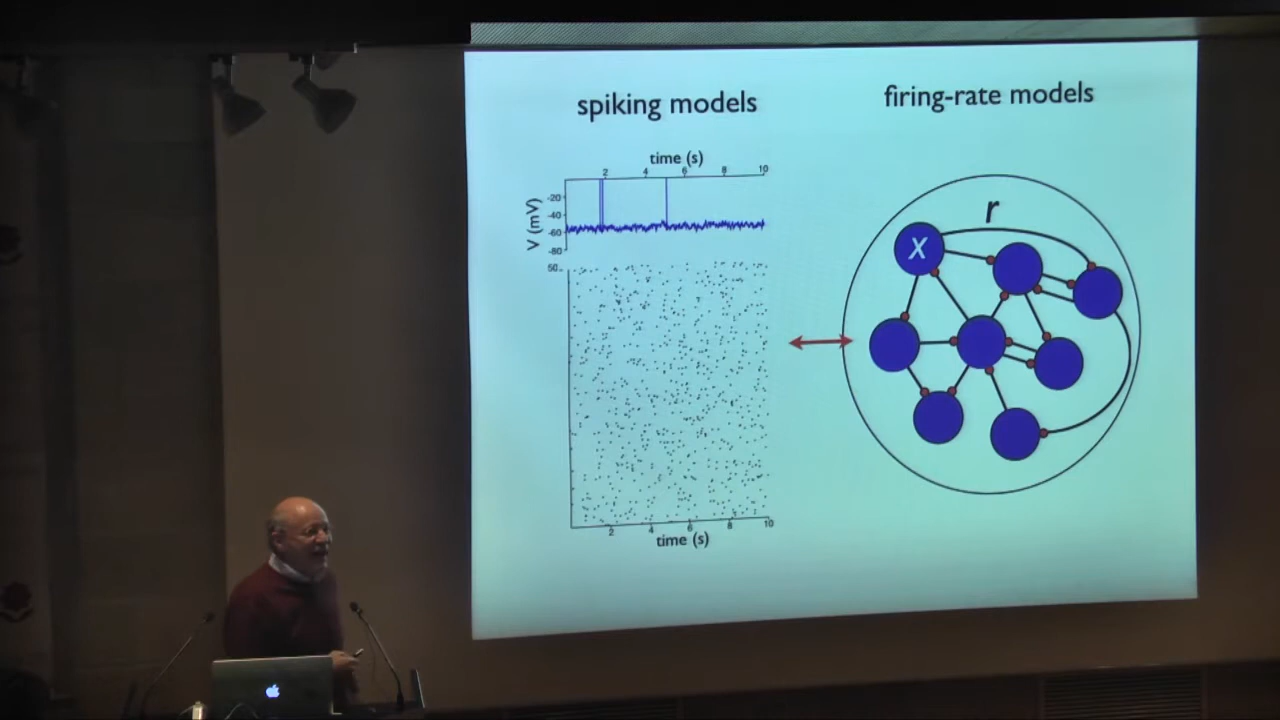 spiking models
firing-rate models
time (s)
2 4 6 8 10
V (mV)
-20
-40
-60
-80
r
X
50
2 4 6 8 10
time (s)